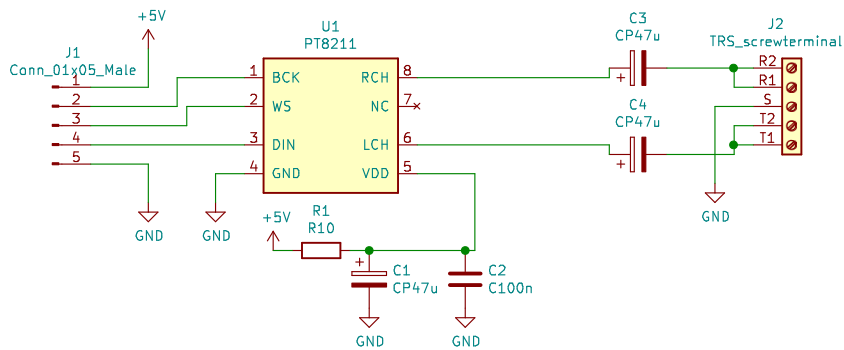 +5V
J1
Conn_01x05_Male
1
2
3
4
5
GND
U1
PT8211
1 BCK
2 WS
3 DIN
4 GND
RCH 8
NC 7
LCH 6
VDD 5
GND
+5V
R1
R10
C1
CP47u
GND
C2
C100n
GND
C3
CP47u
+
C4
CP47u
+
+
J2
TRS_screwterminal
R2
R1
S
T2
T1
GND